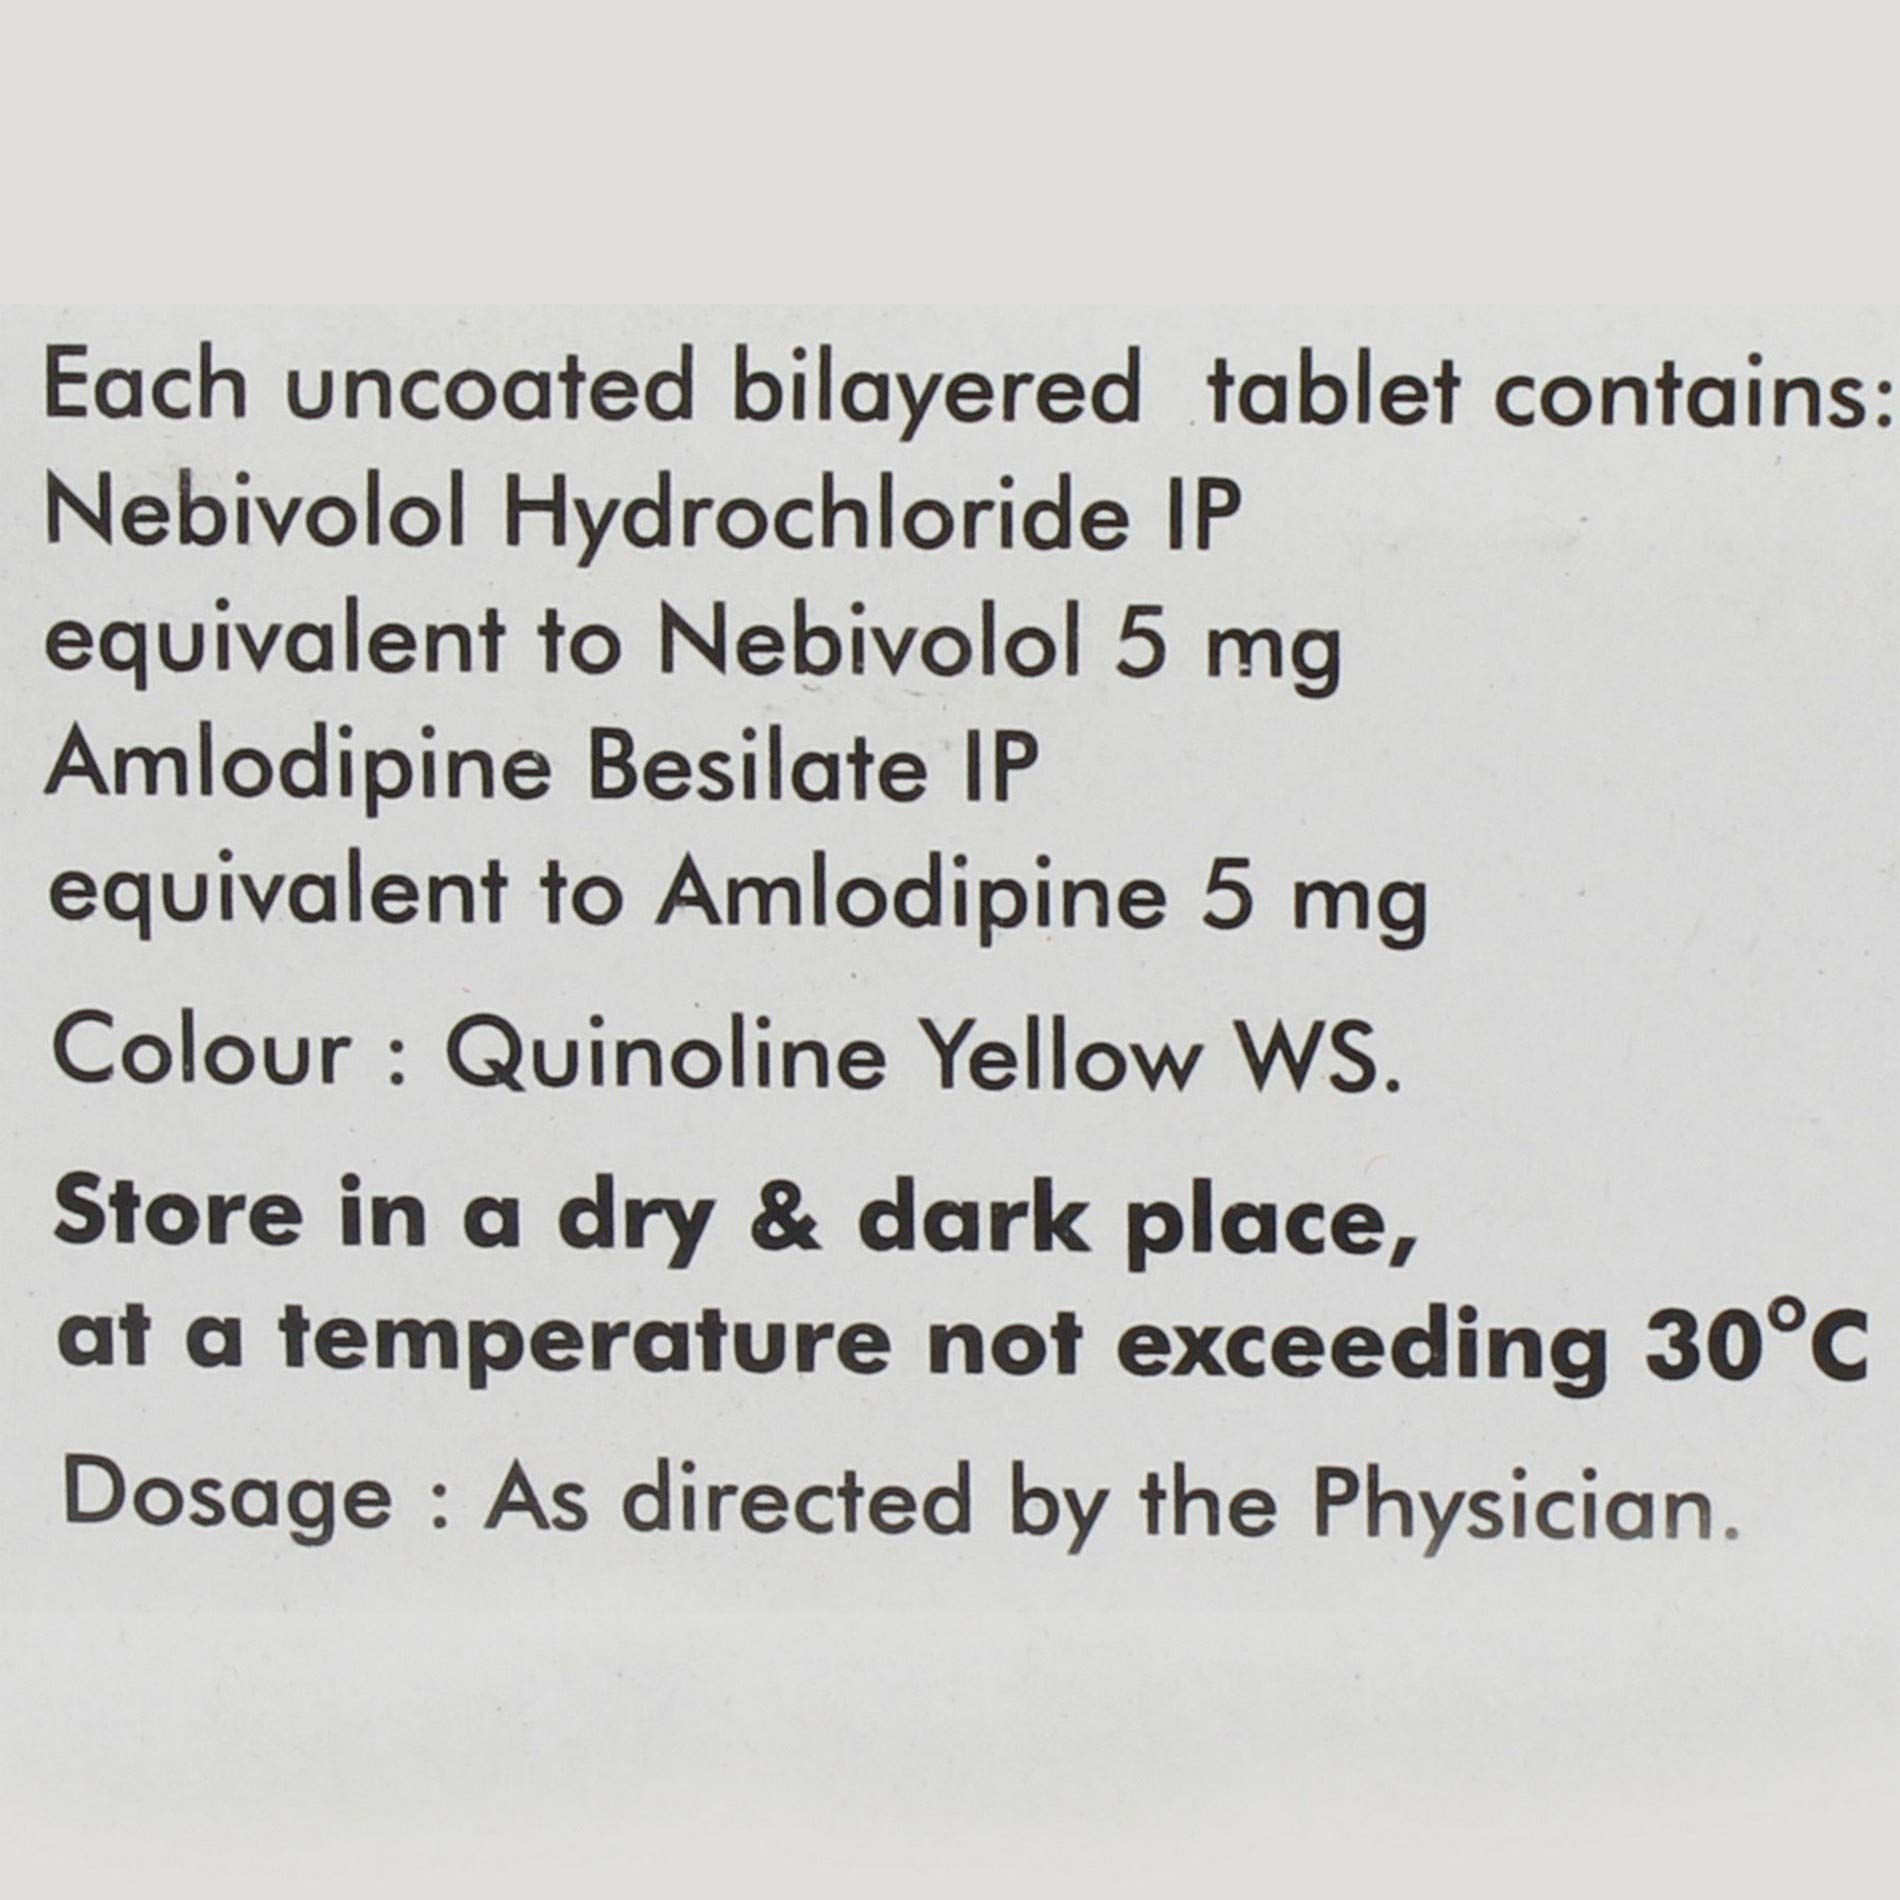 Each uncoated bilayered tablet contains:
Nebivolol Hydrochloride IP
equivalent to Nebivolol 5 mg
Amlodipine Besilate IP
equivalent to Amlodipine 5 mg
Colour : Quinoline Yellow WS.
Store in a dry & dark place,
at a temperature not exceeding 30°C
Dosage : As directed by the Physician.